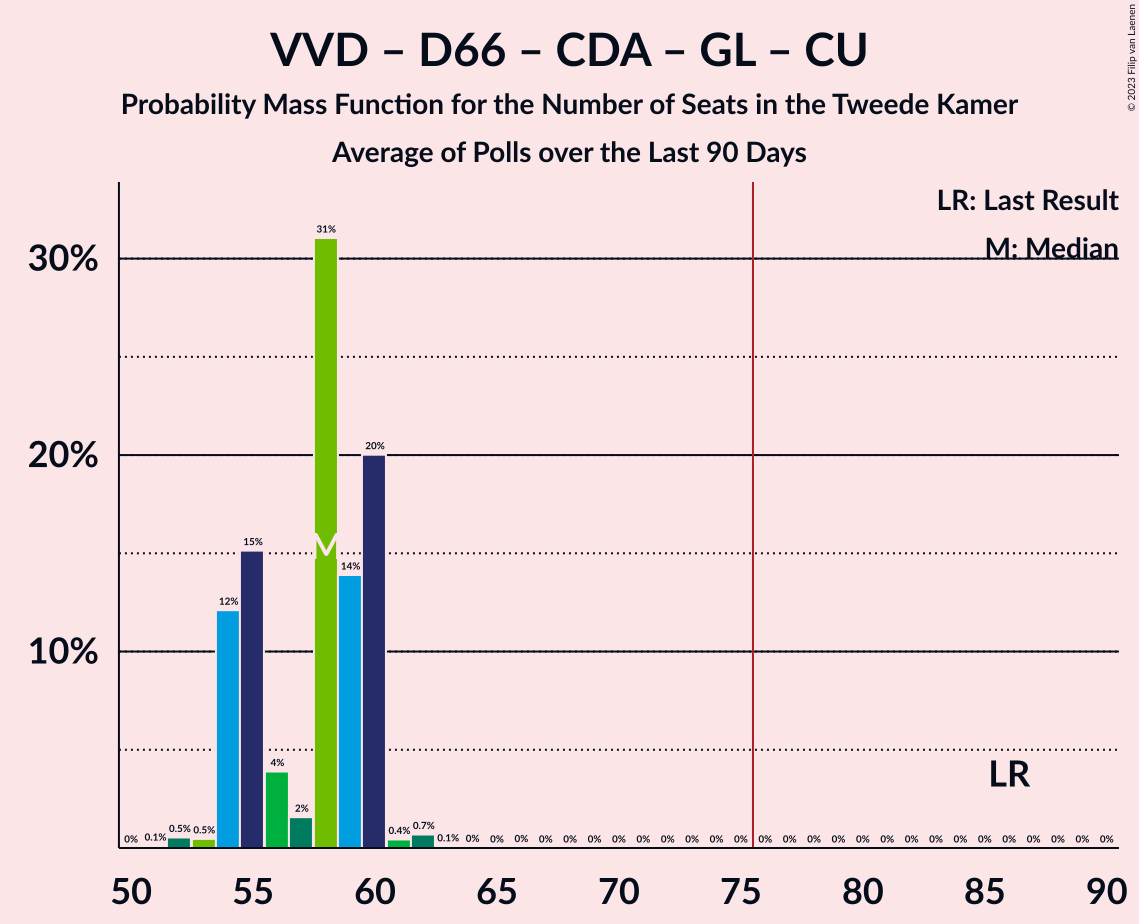 VVD – D66 – CDA – GL – CU
Probability Mass Function for the Number of Seats in the Tweede Kamer
Average of Polls over the Last 90 Days
© 2023 Filip van Laenen
LR: Last Result
M: Median
30%
20%
10%
0% 0.1% 0.5% 0.5% 12% 15% 4% 2% 31% 14% 20% 0.4% 0.7% 0.1% 0% 0% 0% 0% 0% 0% 0% 0% 0% 0% 0% 0% 0% 0% 0% 0% 0% 0% 0% 0% 0% 0% 0% 0% 0% 0% 0%
M
LR
50 55 60 65 70 75 80 85 90